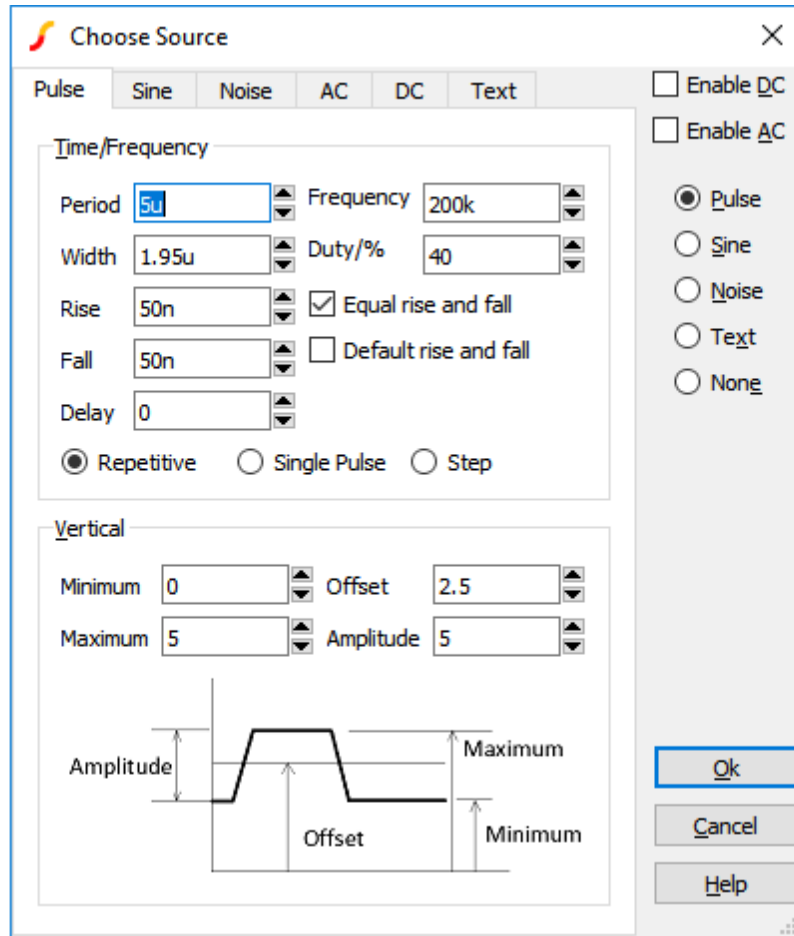 Choose Source
Pulse Sine Noise AC DC Text
Enable DC
Enable AC
Time/Frequency
Period 5u Frequency 200k
Width 1.95u Duty/% 40
Rise 50n Equal rise and fall
Fall 50n Default rise and fall
Delay 0
Repetitive Single Pulse Step
Pulse
Sine
Noise
Text
None
Vertical
Minimum 0 Offset 2.5
Maximum 5 Amplitude 5
Amplitude
Maximum
Offset
Minimum
Ok
Cancel
Help